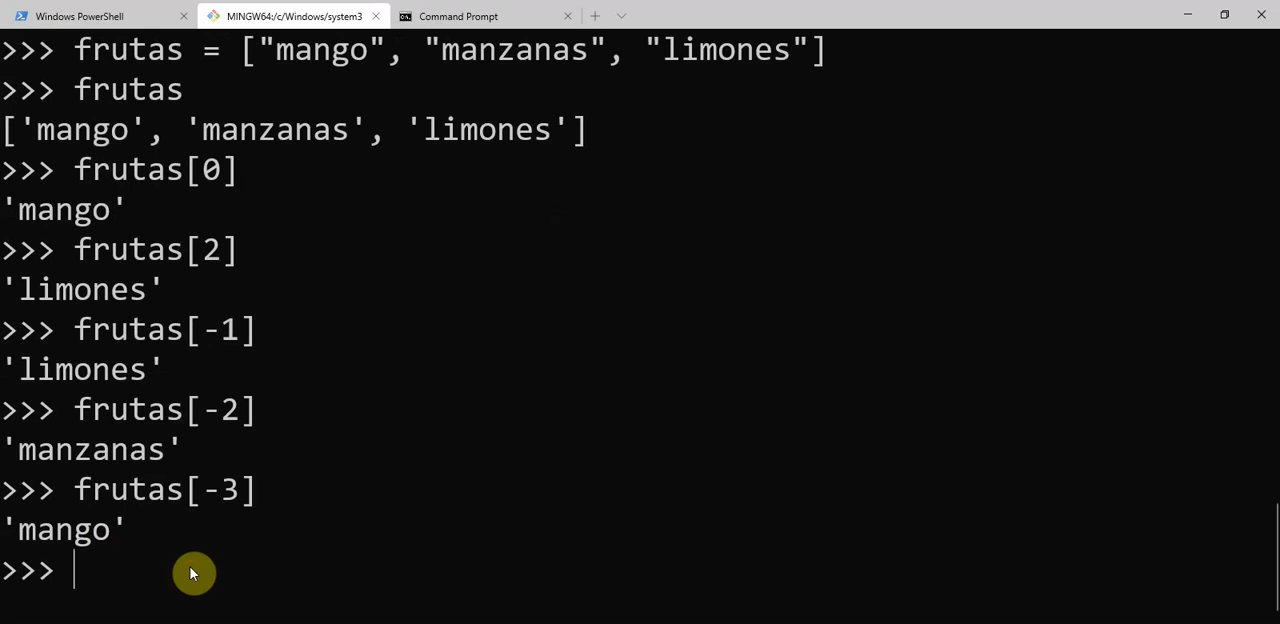 Windows PowerShell
MINGW64:/c/Windows/system3
Command Prompt
>>> frutas = ["mango", "manzanas", "limones"]
>>> frutas
['mango', 'manzanas', 'limones']
>>> frutas[0]
'mango'
>>> frutas[2]
'limones'
>>> frutas[-1]
'limones'
>>> frutas[-2]
'manzanas'
>>> frutas[-3]
'mango'
>>>